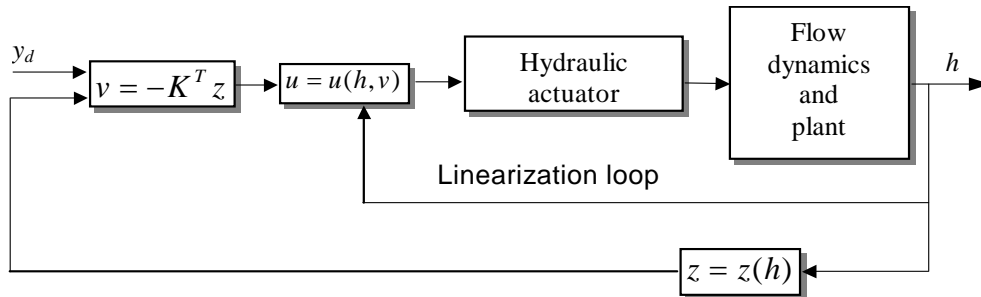 y_d
v = −K^T z
u = u(h, v)
Hydraulic
actuator
Flow
dynamics
and
plant
h
Linearization loop
z = z(h)